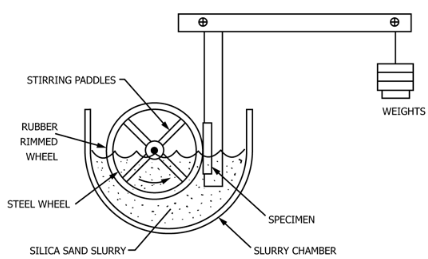 STIRRING PADDLES
WEIGHTS
RUBBER
RIMMED
WHEEL
STEEL WHEEL
SPECIMEN
SILICA SAND SLURRY
SLURRY CHAMBER